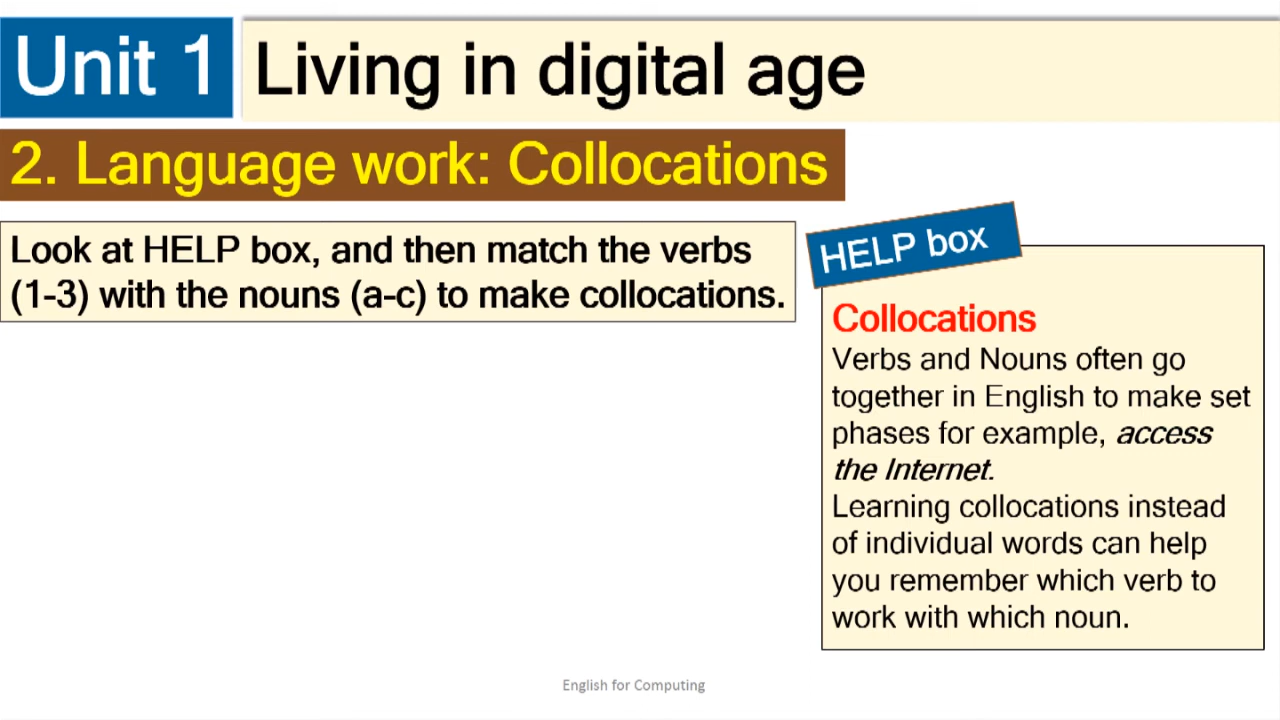 Unit 1 Living in digital age
2. Language work: Collocations
Look at HELP box, and then match the verbs
(1-3) with the nouns (a-c) to make collocations.
HELP box
Collocations
Verbs and Nouns often go
together in English to make set
phases for example, access
the Internet.
Learning collocations instead
of individual words can help
you remember which verb to
work with which noun.
English for Computing